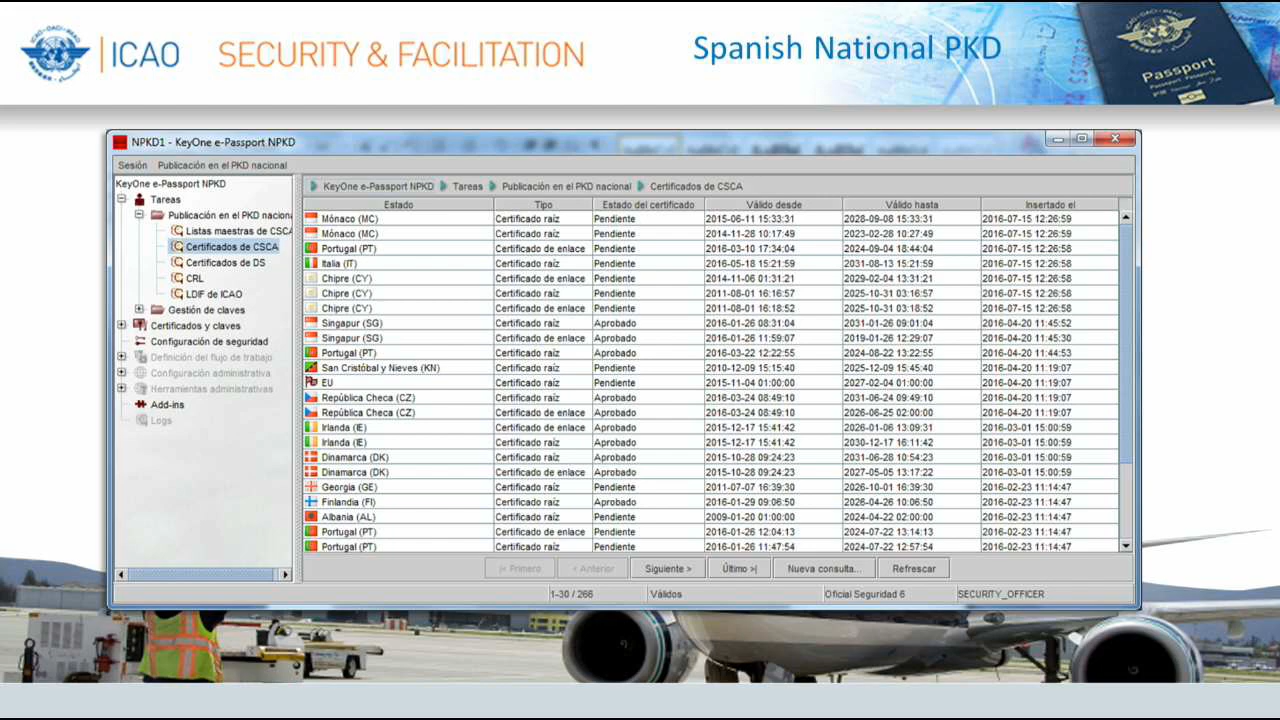 ICAO SECURITY & FACILITATION
Spanish National PKD
Passport
NPKD1 - KeyOne e-Passport NPKD
Sesión Publicación en el PKD nacional
KeyOne e-Passport NPKD
Tareas
Publicación en el PKD naciona
Listas maestras de CSCA
Certificados de CSCA
Certificados de DS
CRL
LDIF de ICAO
Gestión de claves
Certificados y claves
Configuración de seguridad
Definición del flujo de trabajo
Configuración administrativa
Herramientas administrativas
Add-ins
Logs
KeyOne e-Passport NPKD Tareas Publicación en el PKD nacional Certificados de CSCA
Estado Tipo Estado del certificado Válido desde Válido hasta Insertado el
Mónaco (MC) Certificado raíz Pendiente 2015-06-11 15:33:31 2028-09-08 15:33:31 2016-07-15 12:26:59
Mónaco (MC) Certificado raíz Pendiente 2014-11-28 10:17:49 2023-02-28 10:27:49 2016-07-15 12:26:59
Portugal (PT) Certificado de enlace Pendiente 2016-03-10 17:34:04 2024-09-04 18:44:04 2016-07-15 12:26:58
Italia (IT) Certificado raíz Pendiente 2016-05-18 15:21:59 2031-08-13 15:21:59 2016-07-15 12:26:58
Chipre (CY) Certificado de enlace Pendiente 2014-11-06 01:31:21 2029-02-04 13:31:21 2016-07-15 12:26:58
Chipre (CY) Certificado raíz Pendiente 2011-08-01 16:16:57 2025-10-31 03:16:57 2016-07-15 12:26:58
Chipre (CY) Certificado de enlace Pendiente 2011-08-01 16:18:52 2025-10-31 03:18:52 2016-07-15 12:26:58
Singapur (SG) Certificado raíz Aprobado 2016-01-26 08:31:04 2031-01-26 09:01:04 2016-04-20 11:45:52
Singapur (SG) Certificado de enlace Aprobado 2016-01-26 11:59:07 2019-01-26 12:29:07 2016-04-20 11:45:30
Portugal (PT) Certificado raíz Aprobado 2016-03-22 12:22:55 2024-08-22 13:22:55 2016-04-20 11:44:53
San Cristóbal y Nieves (KN) Certificado raíz Pendiente 2010-12-09 15:15:40 2025-12-09 15:45:40 2016-04-20 11:19:07
EU Certificado raíz Pendiente 2015-11-04 01:00:00 2027-02-04 01:00:00 2016-04-20 11:19:07
República Checa (CZ) Certificado raíz Aprobado 2016-03-24 08:49:10 2031-06-24 09:49:10 2016-04-20 11:19:07
República Checa (CZ) Certificado de enlace Aprobado 2016-03-24 08:49:10 2026-06-25 02:00:00 2016-04-20 11:19:07
Irlanda (IE) Certificado de enlace Aprobado 2015-12-17 15:41:42 2026-01-06 13:09:31 2016-03-01 15:00:59
Irlanda (IE) Certificado raíz Aprobado 2015-12-17 15:41:42 2030-12-17 16:11:42 2016-03-01 15:00:59
Dinamarca (DK) Certificado raíz Aprobado 2015-10-28 09:24:23 2031-06-28 10:54:23 2016-03-01 15:00:59
Dinamarca (DK) Certificado de enlace Aprobado 2015-10-28 09:24:23 2027-05-05 13:17:22 2016-03-01 15:00:59
Georgia (GE) Certificado raíz Pendiente 2011-07-07 16:39:30 2026-10-01 16:39:30 2016-02-23 11:14:47
Finlandia (FI) Certificado raíz Aprobado 2016-01-29 09:06:50 2026-04-26 10:06:50 2016-02-23 11:14:47
Albania (AL) Certificado raíz Pendiente 2009-01-20 01:00:00 2024-04-22 02:00:00 2016-02-23 11:14:47
Portugal (PT) Certificado de enlace Pendiente 2016-01-26 12:04:13 2024-07-22 13:14:13 2016-02-23 11:14:47
Portugal (PT) Certificado raíz Pendiente 2016-01-26 11:47:54 2024-07-22 12:57:54 2016-02-23 11:14:47
|< Primero < Anterior Siguiente > Último >| Nueva consulta... Refrescar
1-30 / 266 Válidos Oficial Seguridad 6 SECURITY_OFFICER